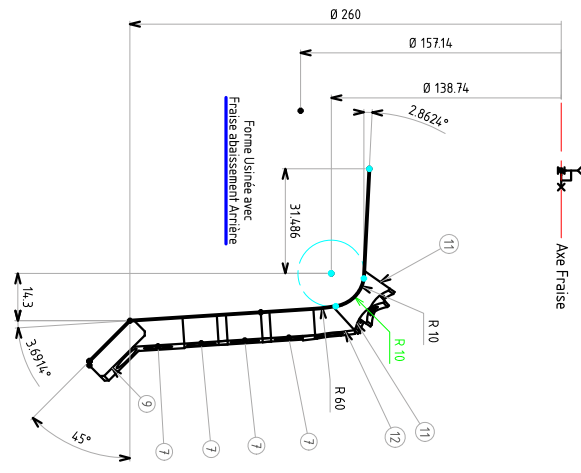 Ø 260
Ø 157.14
Ø 138.74
2.8624°
Forme Usinée avec
Fraise abaissement Arrière
31.486
Axe Fraise
11
14.3
R 10
R 10
3.6914°
R 60
11
12
9
7
7
7
7
45°